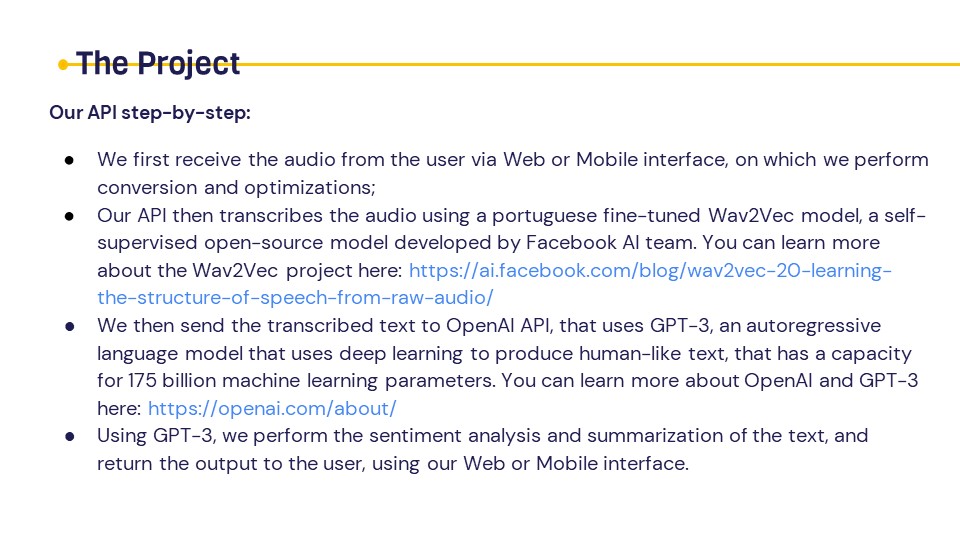 The Project
Our API step-by-step:
● We first receive the audio from the user via Web or Mobile interface, on which we perform
conversion and optimizations;
● Our API then transcribes the audio using a portuguese fine-tuned Wav2Vec model, a self-
supervised open-source model developed by Facebook AI team. You can learn more
about the Wav2Vec project here: https://ai.facebook.com/blog/wav2vec-20-learning-
the-structure-of-speech-from-raw-audio/
● We then send the transcribed text to OpenAI API, that uses GPT-3, an autoregressive
language model that uses deep learning to produce human-like text, that has a capacity
for 175 billion machine learning parameters. You can learn more about OpenAI and GPT-3
here: https://openai.com/about/
● Using GPT-3, we perform the sentiment analysis and summarization of the text, and
return the output to the user, using our Web or Mobile interface.